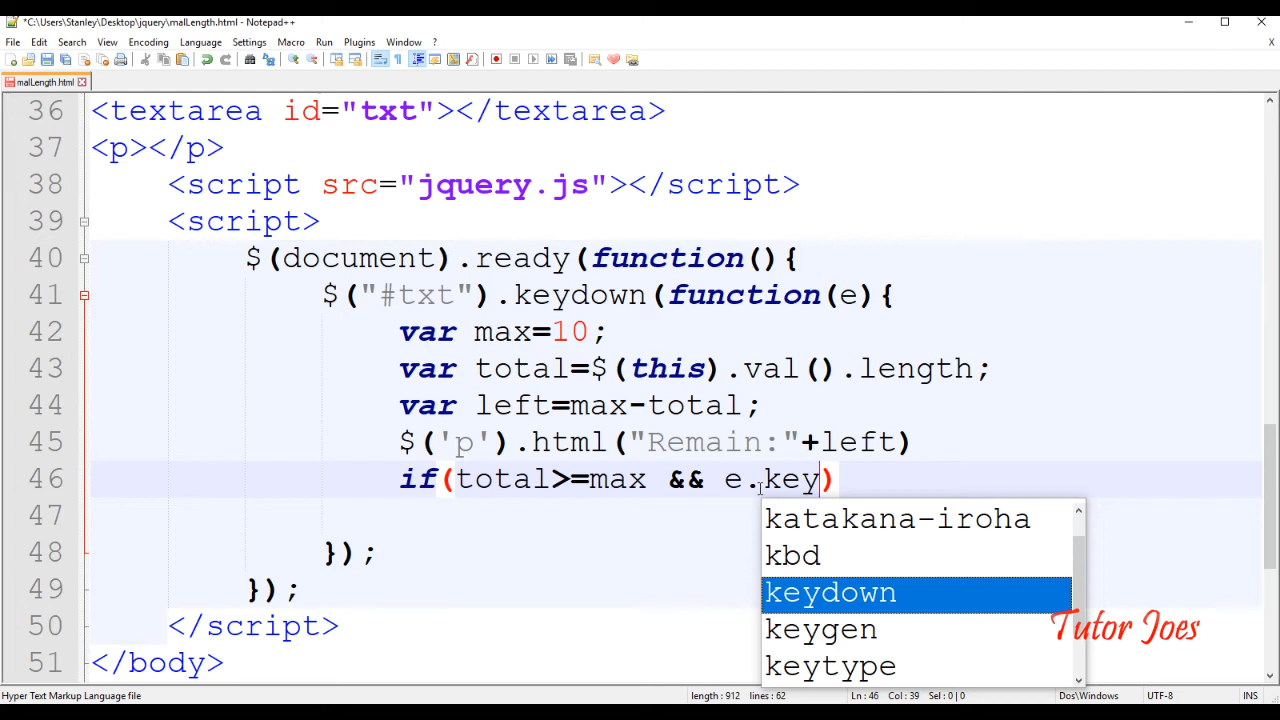 *C:\Users\Stanley\Desktop\jquery\malLength.html - Notepad++
File Edit Search View Encoding Language Settings Macro Run Plugins Window ? X
malLength.html
36 <textarea id="txt"></textarea>
37 <p></p>
38 <script src="jquery.js"></script>
39 <script>
40 $(document).ready(function(){
41 $("#txt").keydown(function(e){
42 var max=10;
43 var total=$(this).val().length;
44 var left=max-total;
45 $('p').html("Remain:"+left)
46 if(total>=max && e.key)
47
48 });
49 });
50 </script>
51 </body>
katakana-iroha
kbd
keydown
keygen
keytype
Tutor Joes
Hyper Text Markup Language file length : 912 lines : 62 Ln : 46 Col : 39 Sel : 0 | 0 Dos\Windows UTF-8 INS